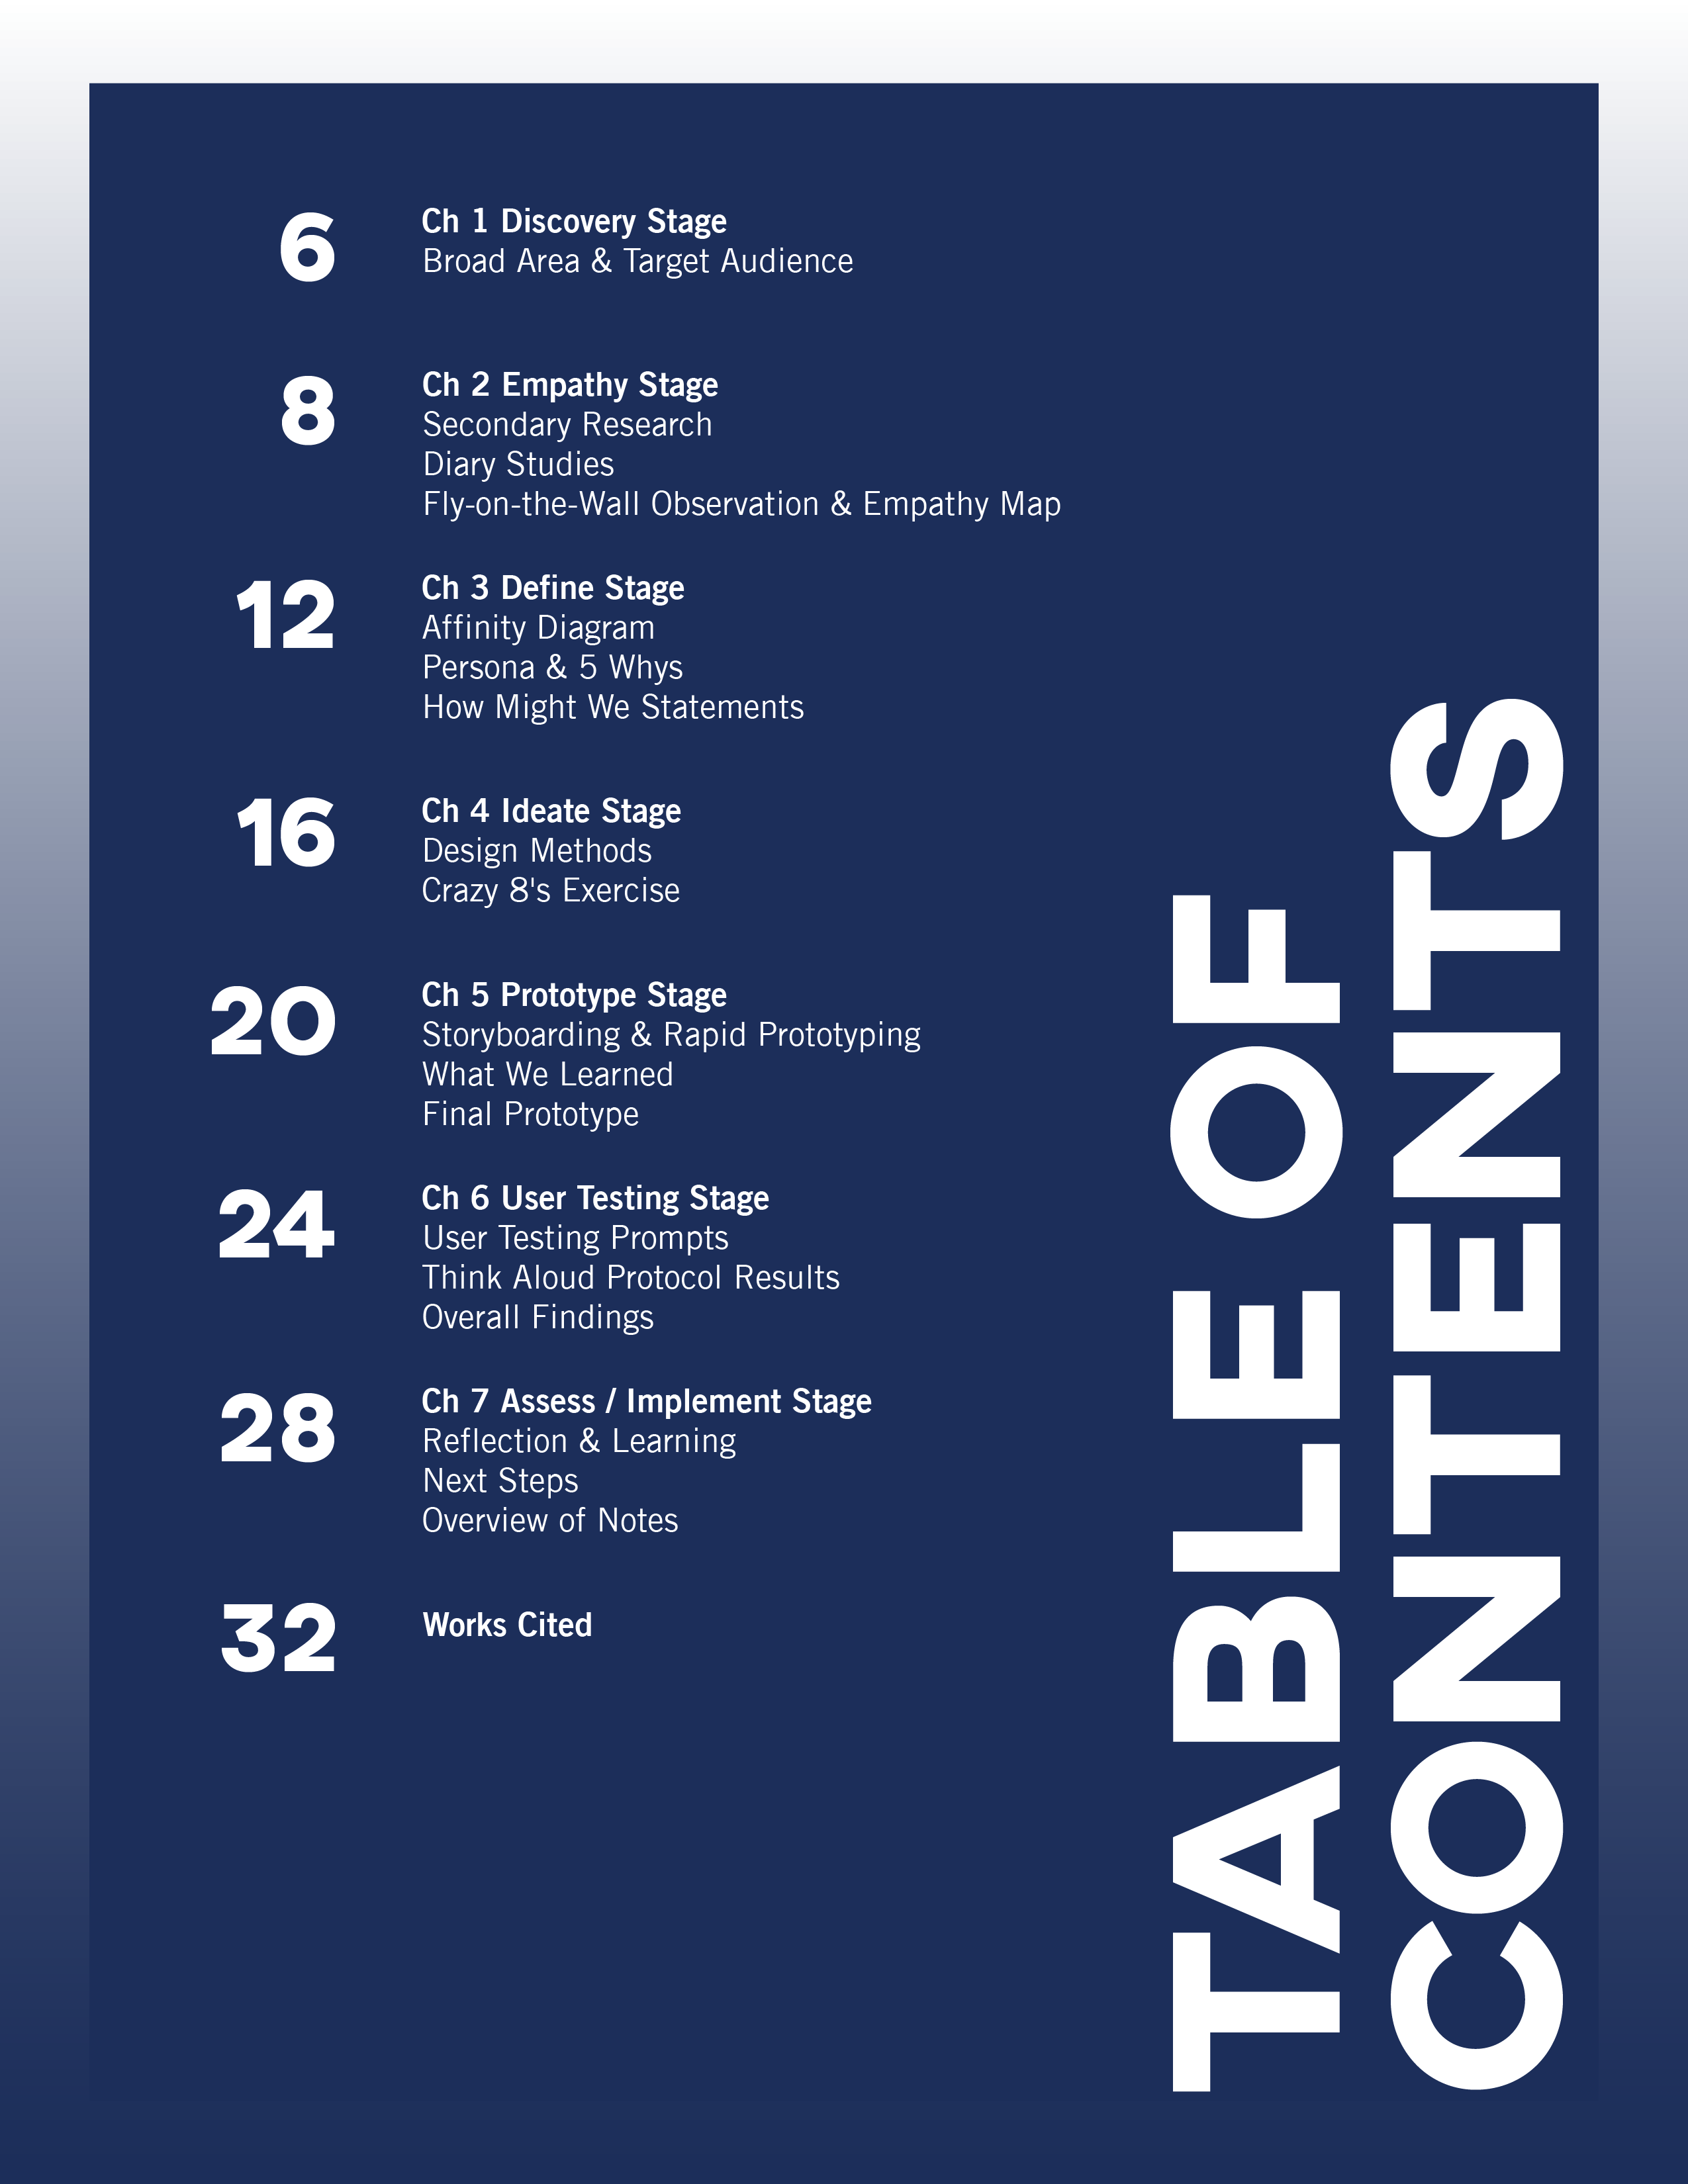 6
Ch 1 Discovery Stage
Broad Area & Target Audience
8
Ch 2 Empathy Stage
Secondary Research
Diary Studies
Fly-on-the-Wall Observation & Empathy Map
12
Ch 3 Define Stage
Affinity Diagram
Persona & 5 Whys
How Might We Statements
16
Ch 4 Ideate Stage
Design Methods
Crazy 8's Exercise
20
Ch 5 Prototype Stage
Storyboarding & Rapid Prototyping
What We Learned
Final Prototype
24
Ch 6 User Testing Stage
User Testing Prompts
Think Aloud Protocol Results
Overall Findings
28
Ch 7 Assess / Implement Stage
Reflection & Learning
Next Steps
Overview of Notes
32
Works Cited
TABLE OF
CONTENTS